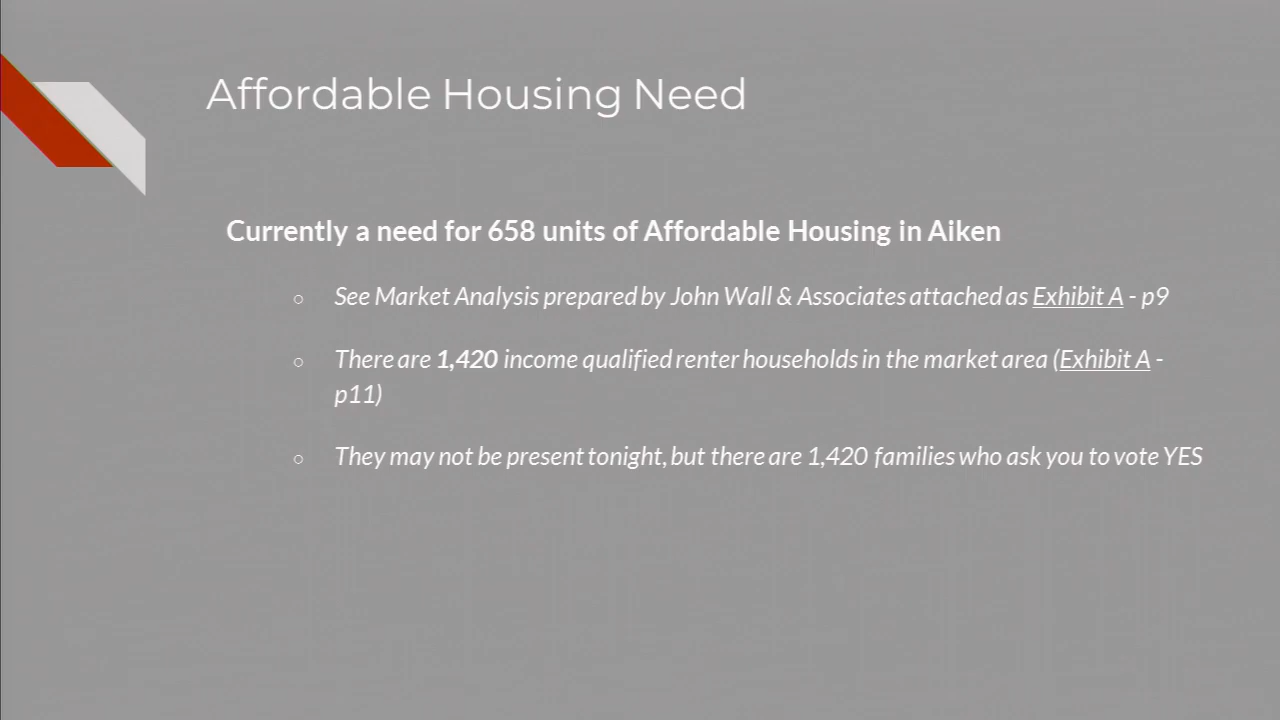 Affordable Housing Need
Currently a need for 658 units of Affordable Housing in Aiken
○ See Market Analysis prepared by John Wall & Associates attached as Exhibit A - p9
○ There are 1,420 income qualified renter households in the market area (Exhibit A -
p11)
○ They may not be present tonight, but there are 1,420 families who ask you to vote YES